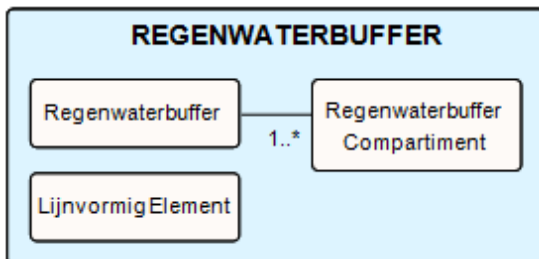 REGENWATERBUFFER
Regenwaterbuffer
1..*
Regenwaterbuffer
Compartiment
LijnvormigElement